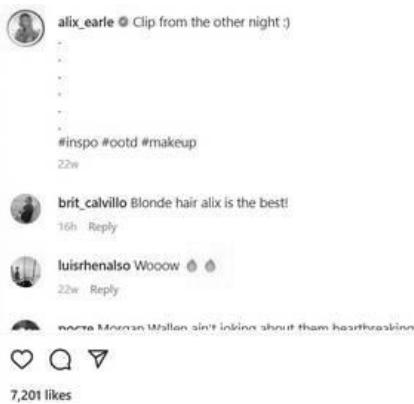 alix_earle Clip from the other night :)
.
.
.
.
.
.
#inspo #ootd #makeup
22w
brit_calvillo Blonde hair alix is the best!
16h Reply
luisrhenalso Wooow 🔥 🔥
22w Reply
Morgan Wallen ain't joking about them heartbreaking
7,201 likes